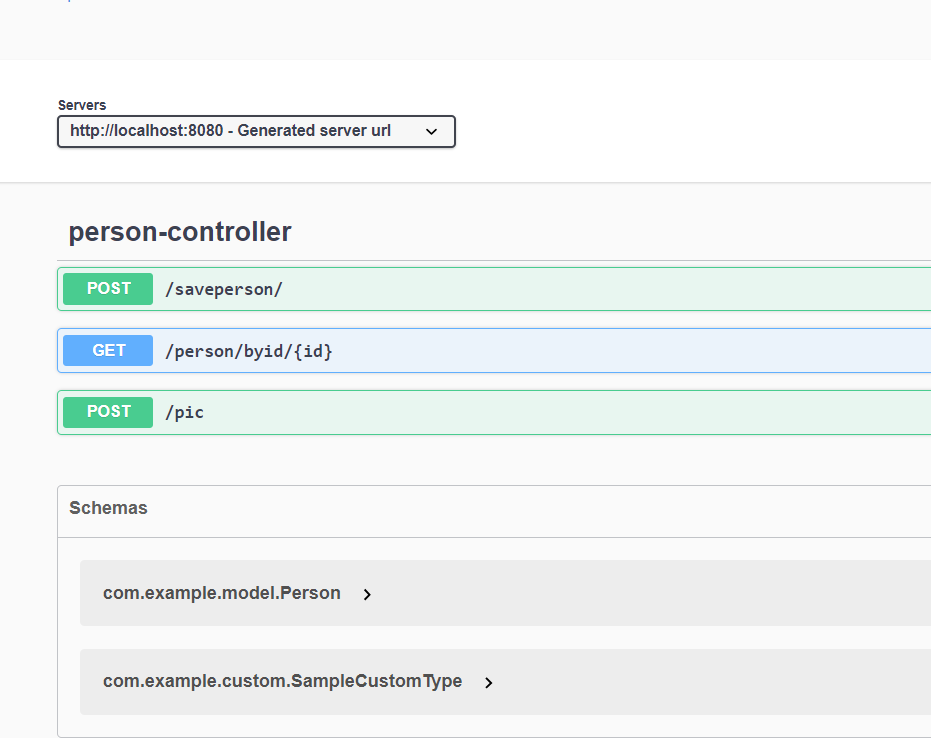 Servers
http://localhost:8080 - Generated server url
person-controller
POST /saveperson/
GET /person/byid/{id}
POST /pic
Schemas
com.example.model.Person
com.example.custom.SampleCustomType